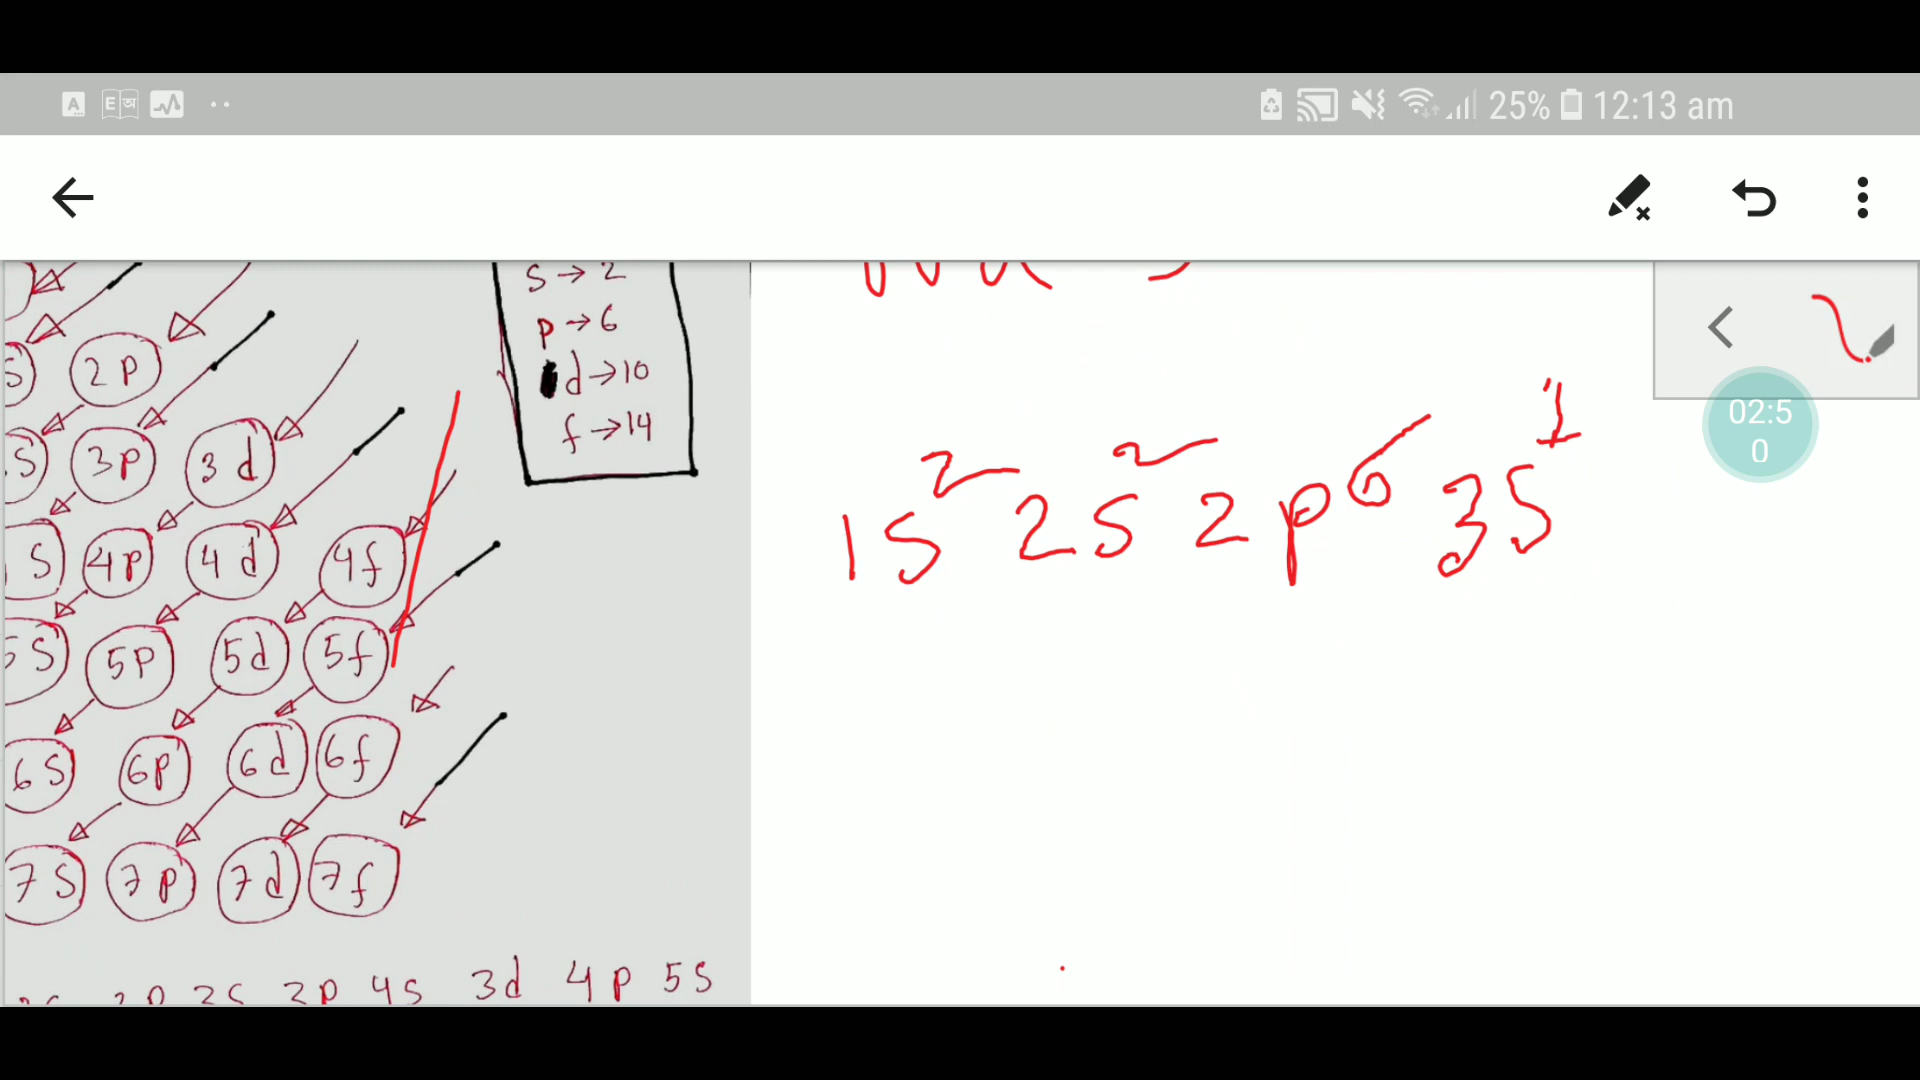 A E অ 25% 12:13 am
02:50
s → 2
p → 6
d → 10
f → 14
2p
3p 3d
s 4p 4d 4f
5s 5p 5d 5f
6s 6p 6d 6f
7s 7p 7d 7f
1s² 2s² 2p⁶ 3s¹
3p 4s 3d 4p 5s